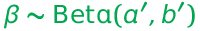 β ~ Beta(a′, b′)